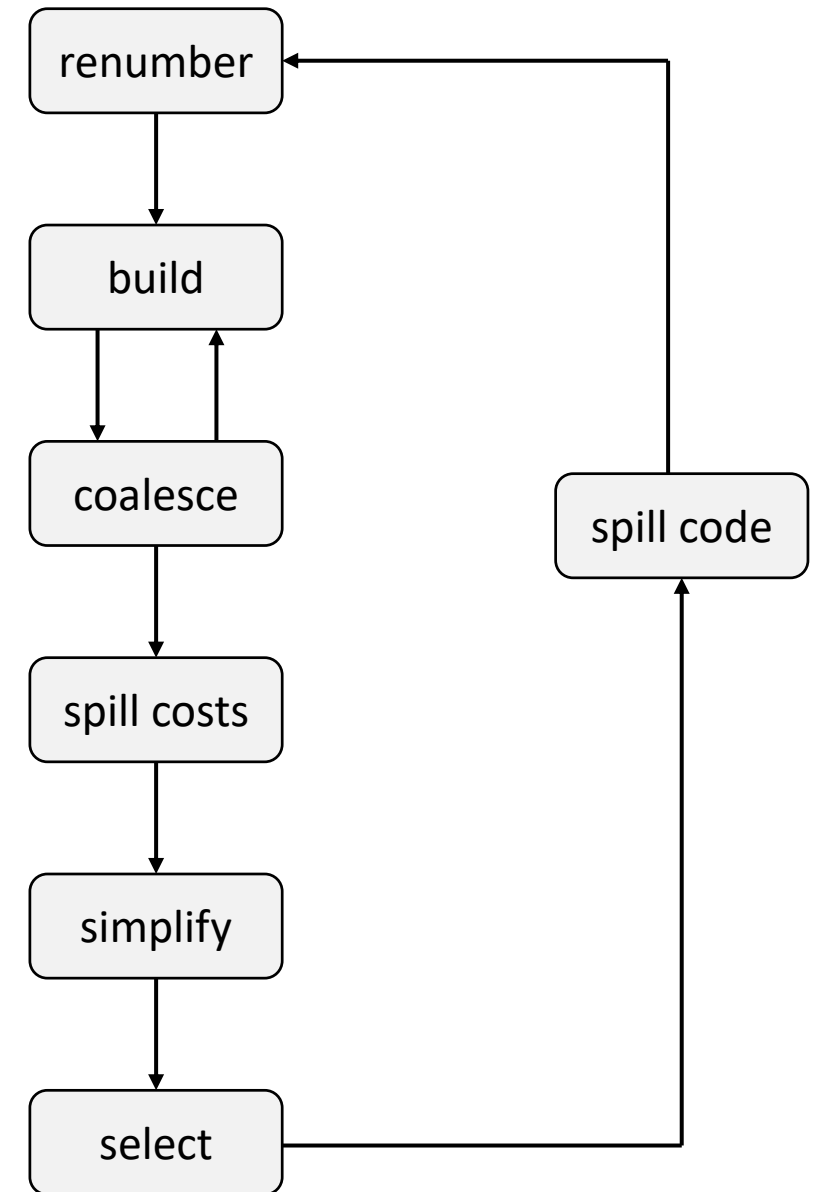 renumber
build
coalesce
spill code
spill costs
simplify
select